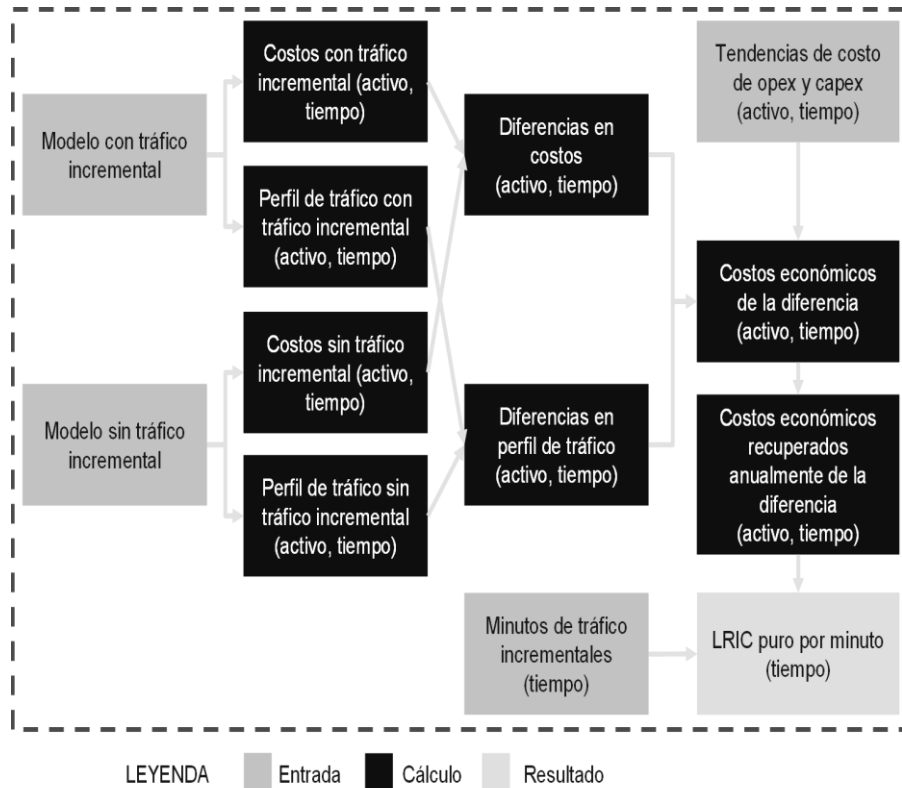 Modelo con tráfico
incremental
Costos con tráfico
incremental (activo,
tiempo)
Perfil de tráfico con
tráfico incremental
(activo, tiempo)
Modelo sin tráfico
incremental
Costos sin tráfico
incremental (activo,
tiempo)
Perfil de tráfico sin
tráfico incremental
(activo, tiempo)
Diferencias en
costos
(activo, tiempo)
Diferencias en
perfil de tráfico
(activo, tiempo)
Tendencias de costo
de opex y capex
(activo, tiempo)
Costos económicos
de la diferencia
(activo, tiempo)
Costos económicos
recuperados
anualmente de la
diferencia
(activo, tiempo)
Minutos de tráfico
incrementales
(tiempo)
LRIC puro por minuto
(tiempo)
LEYENDA Entrada Cálculo Resultado